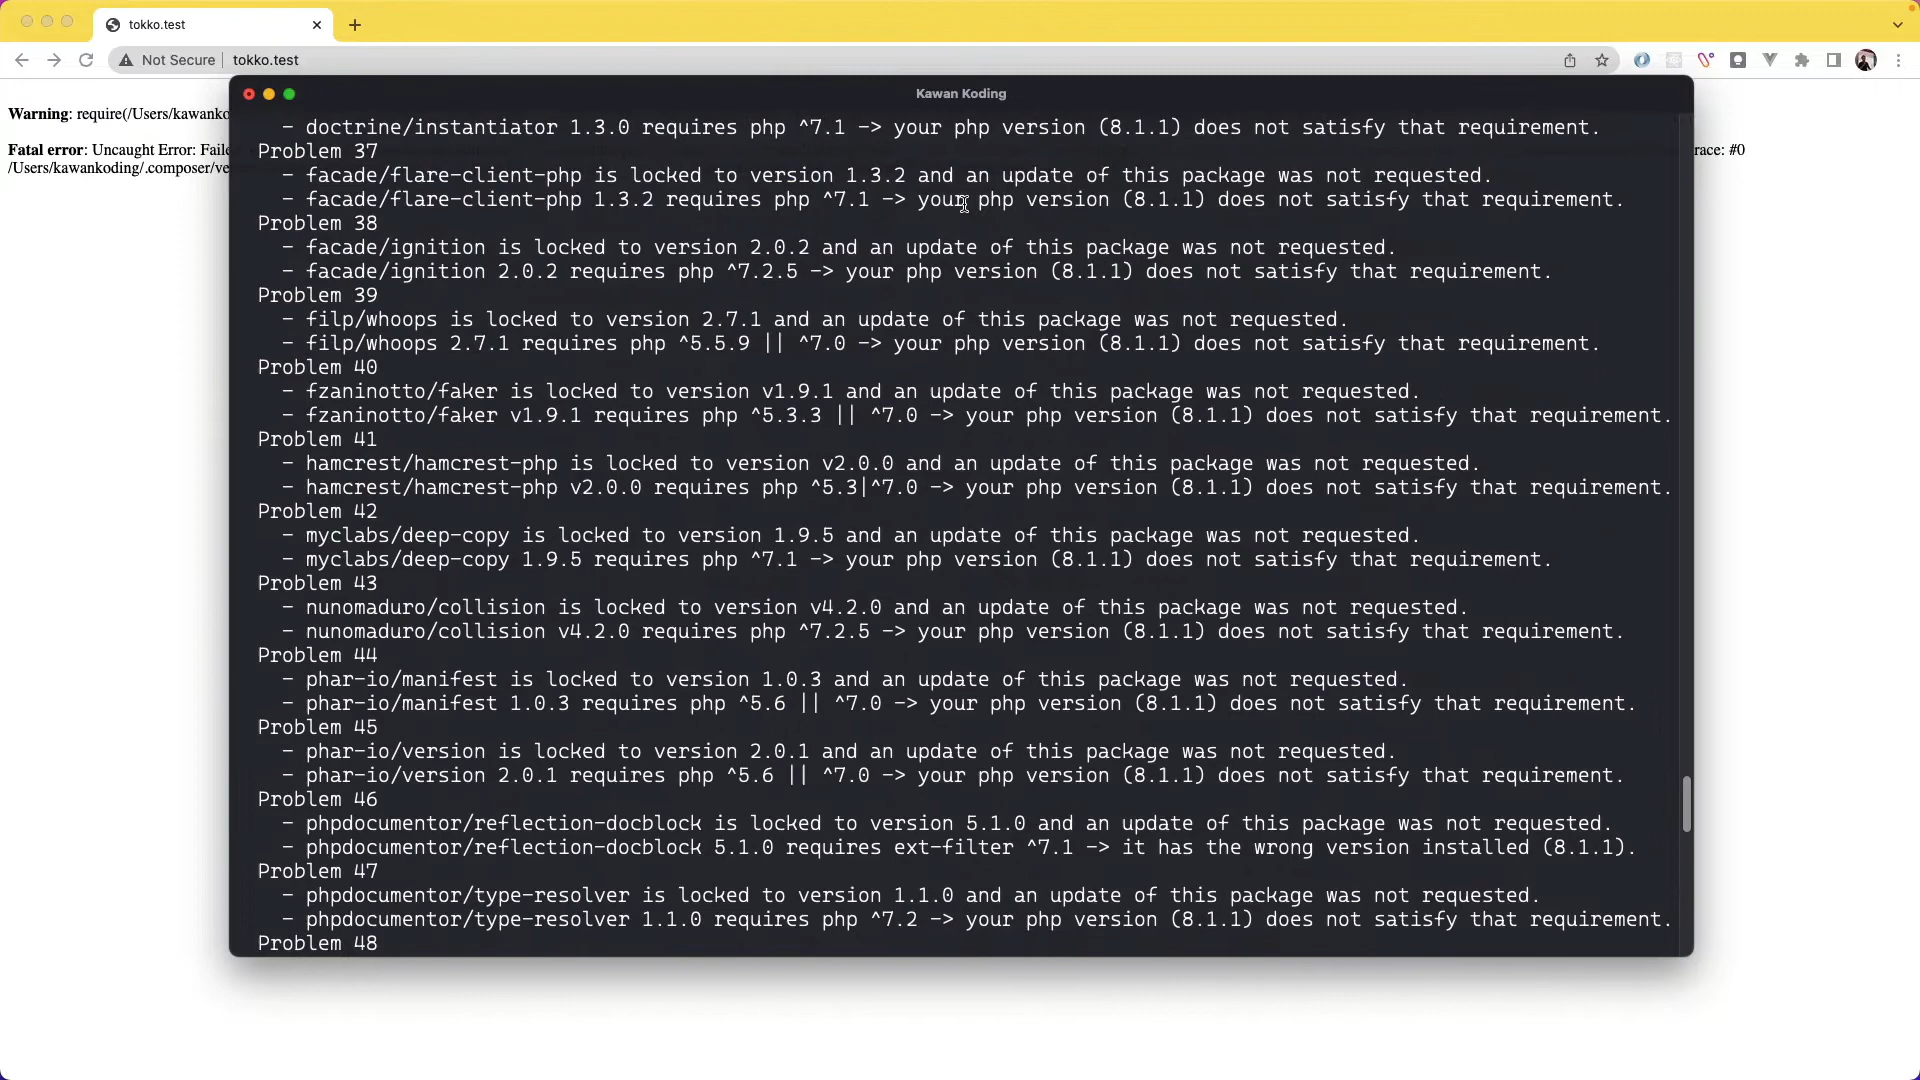 tokko.test
Not Secure
tokko.test
Kawan Koding
Warning: require(/Users/kawanko
Fatal error: Uncaught Error: Faile
race: #0
/Users/kawankoding/.composer/ve
- doctrine/instantiator 1.3.0 requires php ^7.1 -> your php version (8.1.1) does not satisfy that requirement.
Problem 37
- facade/flare-client-php is locked to version 1.3.2 and an update of this package was not requested.
- facade/flare-client-php 1.3.2 requires php ^7.1 -> your php version (8.1.1) does not satisfy that requirement.
Problem 38
- facade/ignition is locked to version 2.0.2 and an update of this package was not requested.
- facade/ignition 2.0.2 requires php ^7.2.5 -> your php version (8.1.1) does not satisfy that requirement.
Problem 39
- filp/whoops is locked to version 2.7.1 and an update of this package was not requested.
- filp/whoops 2.7.1 requires php ^5.5.9 || ^7.0 -> your php version (8.1.1) does not satisfy that requirement.
Problem 40
- fzaninotto/faker is locked to version v1.9.1 and an update of this package was not requested.
- fzaninotto/faker v1.9.1 requires php ^5.3.3 || ^7.0 -> your php version (8.1.1) does not satisfy that requirement.
Problem 41
- hamcrest/hamcrest-php is locked to version v2.0.0 and an update of this package was not requested.
- hamcrest/hamcrest-php v2.0.0 requires php ^5.3|^7.0 -> your php version (8.1.1) does not satisfy that requirement.
Problem 42
- myclabs/deep-copy is locked to version 1.9.5 and an update of this package was not requested.
- myclabs/deep-copy 1.9.5 requires php ^7.1 -> your php version (8.1.1) does not satisfy that requirement.
Problem 43
- nunomaduro/collision is locked to version v4.2.0 and an update of this package was not requested.
- nunomaduro/collision v4.2.0 requires php ^7.2.5 -> your php version (8.1.1) does not satisfy that requirement.
Problem 44
- phar-io/manifest is locked to version 1.0.3 and an update of this package was not requested.
- phar-io/manifest 1.0.3 requires php ^5.6 || ^7.0 -> your php version (8.1.1) does not satisfy that requirement.
Problem 45
- phar-io/version is locked to version 2.0.1 and an update of this package was not requested.
- phar-io/version 2.0.1 requires php ^5.6 || ^7.0 -> your php version (8.1.1) does not satisfy that requirement.
Problem 46
- phpdocumentor/reflection-docblock is locked to version 5.1.0 and an update of this package was not requested.
- phpdocumentor/reflection-docblock 5.1.0 requires ext-filter ^7.1 -> it has the wrong version installed (8.1.1).
Problem 47
- phpdocumentor/type-resolver is locked to version 1.1.0 and an update of this package was not requested.
- phpdocumentor/type-resolver 1.1.0 requires php ^7.2 -> your php version (8.1.1) does not satisfy that requirement.
Problem 48